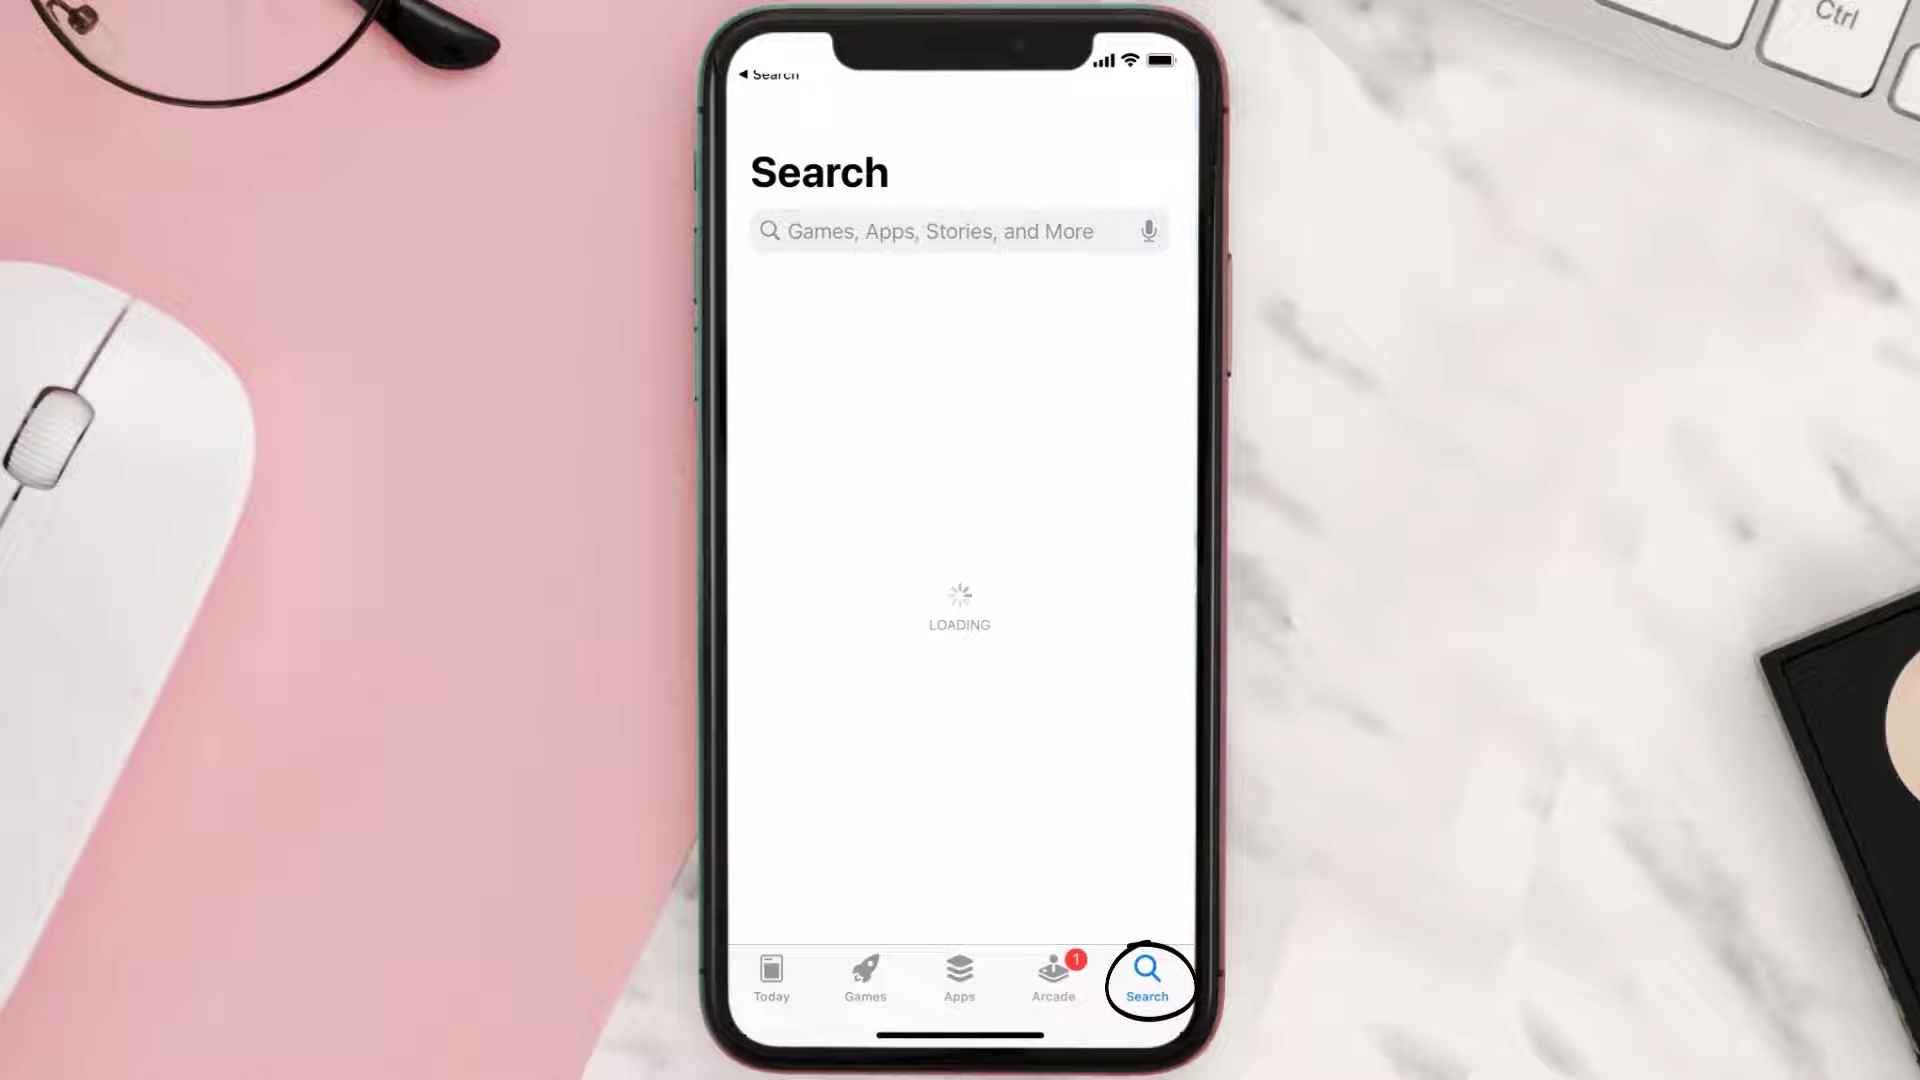 Ctrl
Search
Search
Games, Apps, Stories, and More
LOADING
1
Today
Games
Apps
Arcade
Search